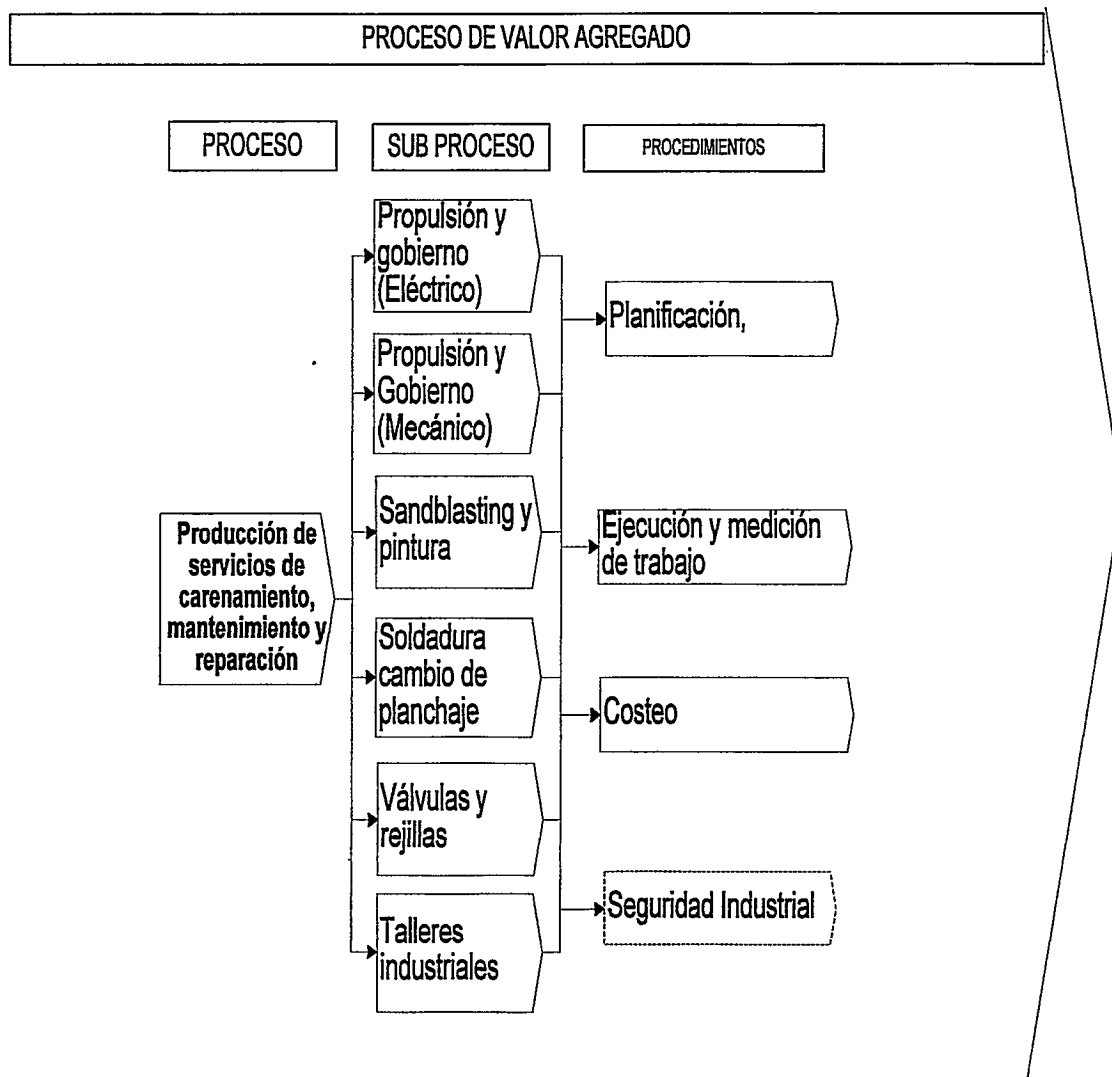 PROCESO DE VALOR AGREGADO
PROCESO
SUB PROCESO
PROCEDIMIENTOS
Producción de
servicios de
carenamiento,
mantenimiento y
reparación
Propulsión y
gobierno
(Eléctrico)
Propulsión y
Gobierno
(Mecánico)
Sandblasting y
pintura
Soldadura
cambio de
planchaje
Válvulas y
rejillas
Talleres
industriales
Planificación,
Ejecución y medición
de trabajo
Costeo
Seguridad Industrial